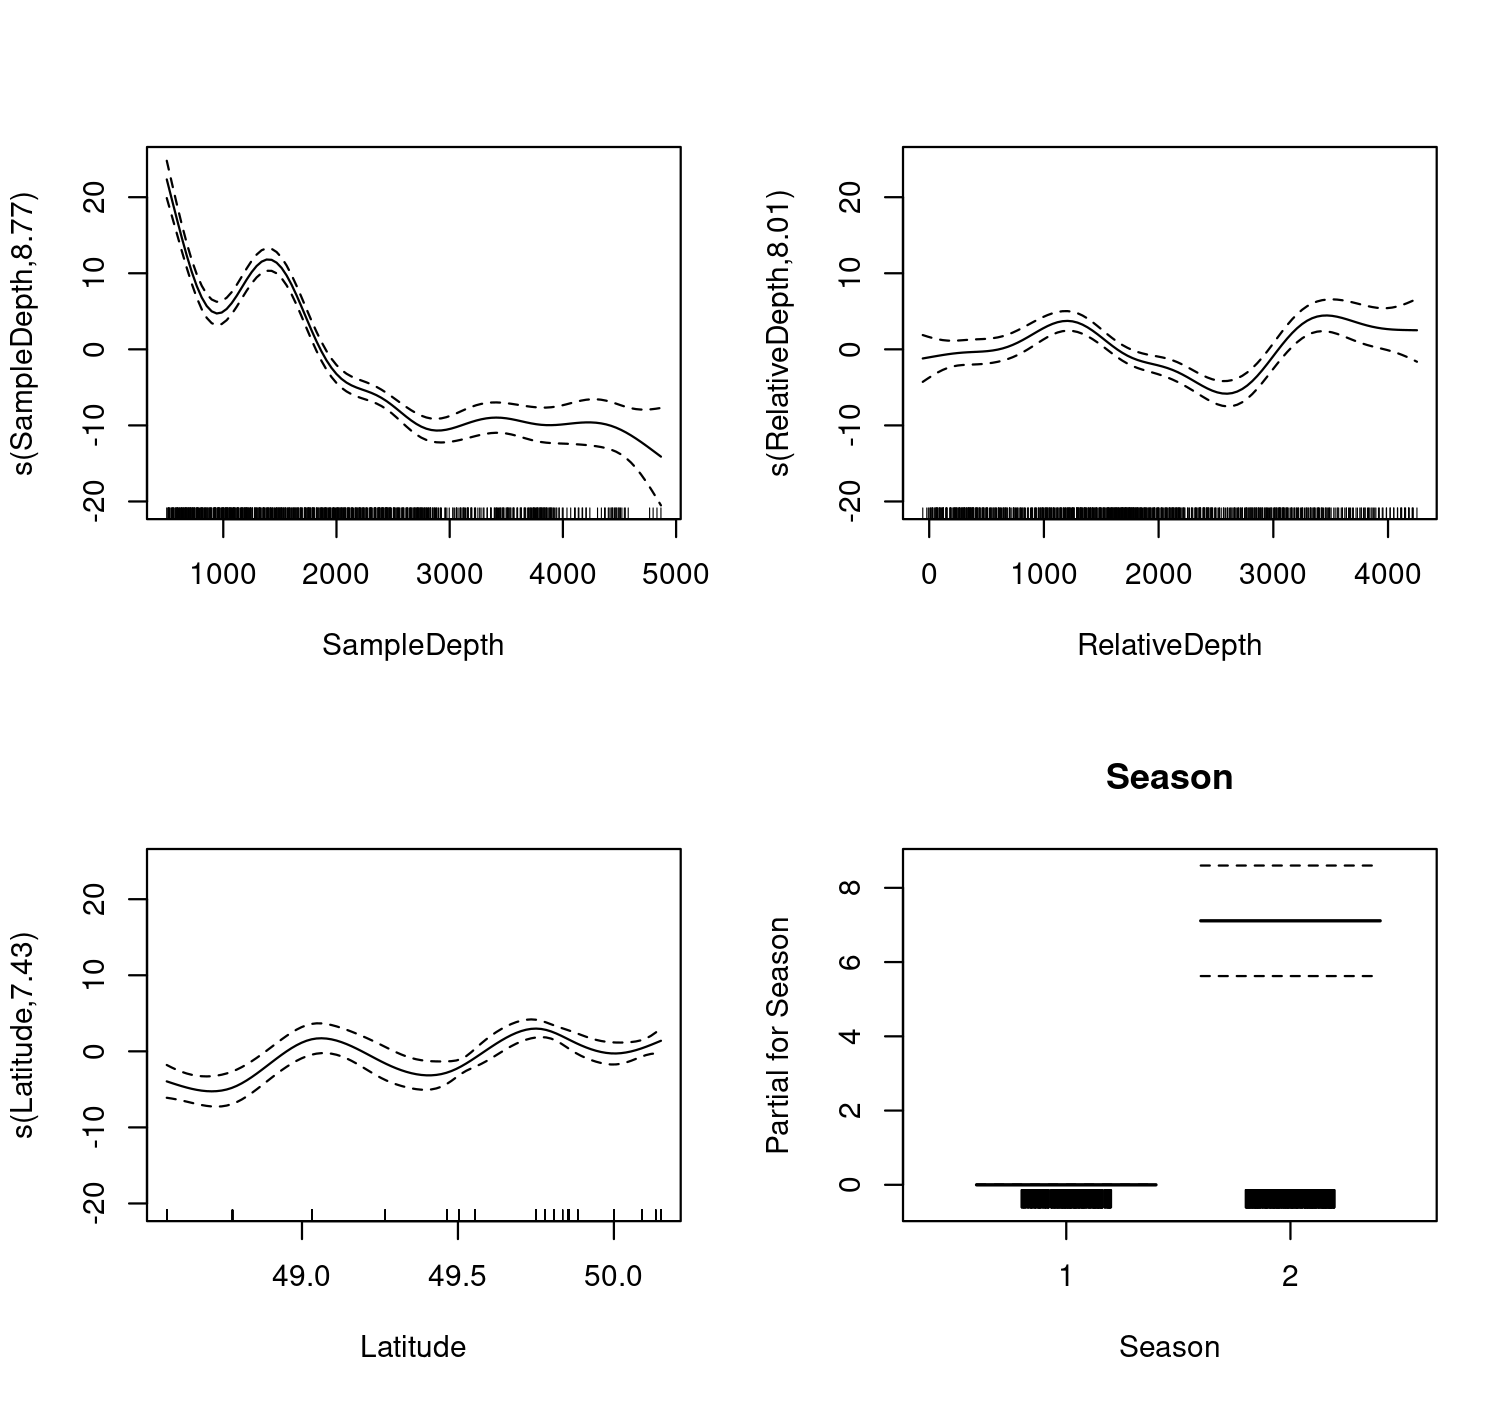 s(SampleDepth,8.77)
20
10
0
-10
-20
1000 2000 3000 4000 5000
SampleDepth
s(RelativeDepth,8.01)
20
10
0
-10
-20
0 1000 2000 3000 4000
RelativeDepth
s(Latitude,7.43)
20
10
0
-10
-20
49.0 49.5 50.0
Latitude
Season
Partial for Season
8
6
4
2
0
1 2
Season